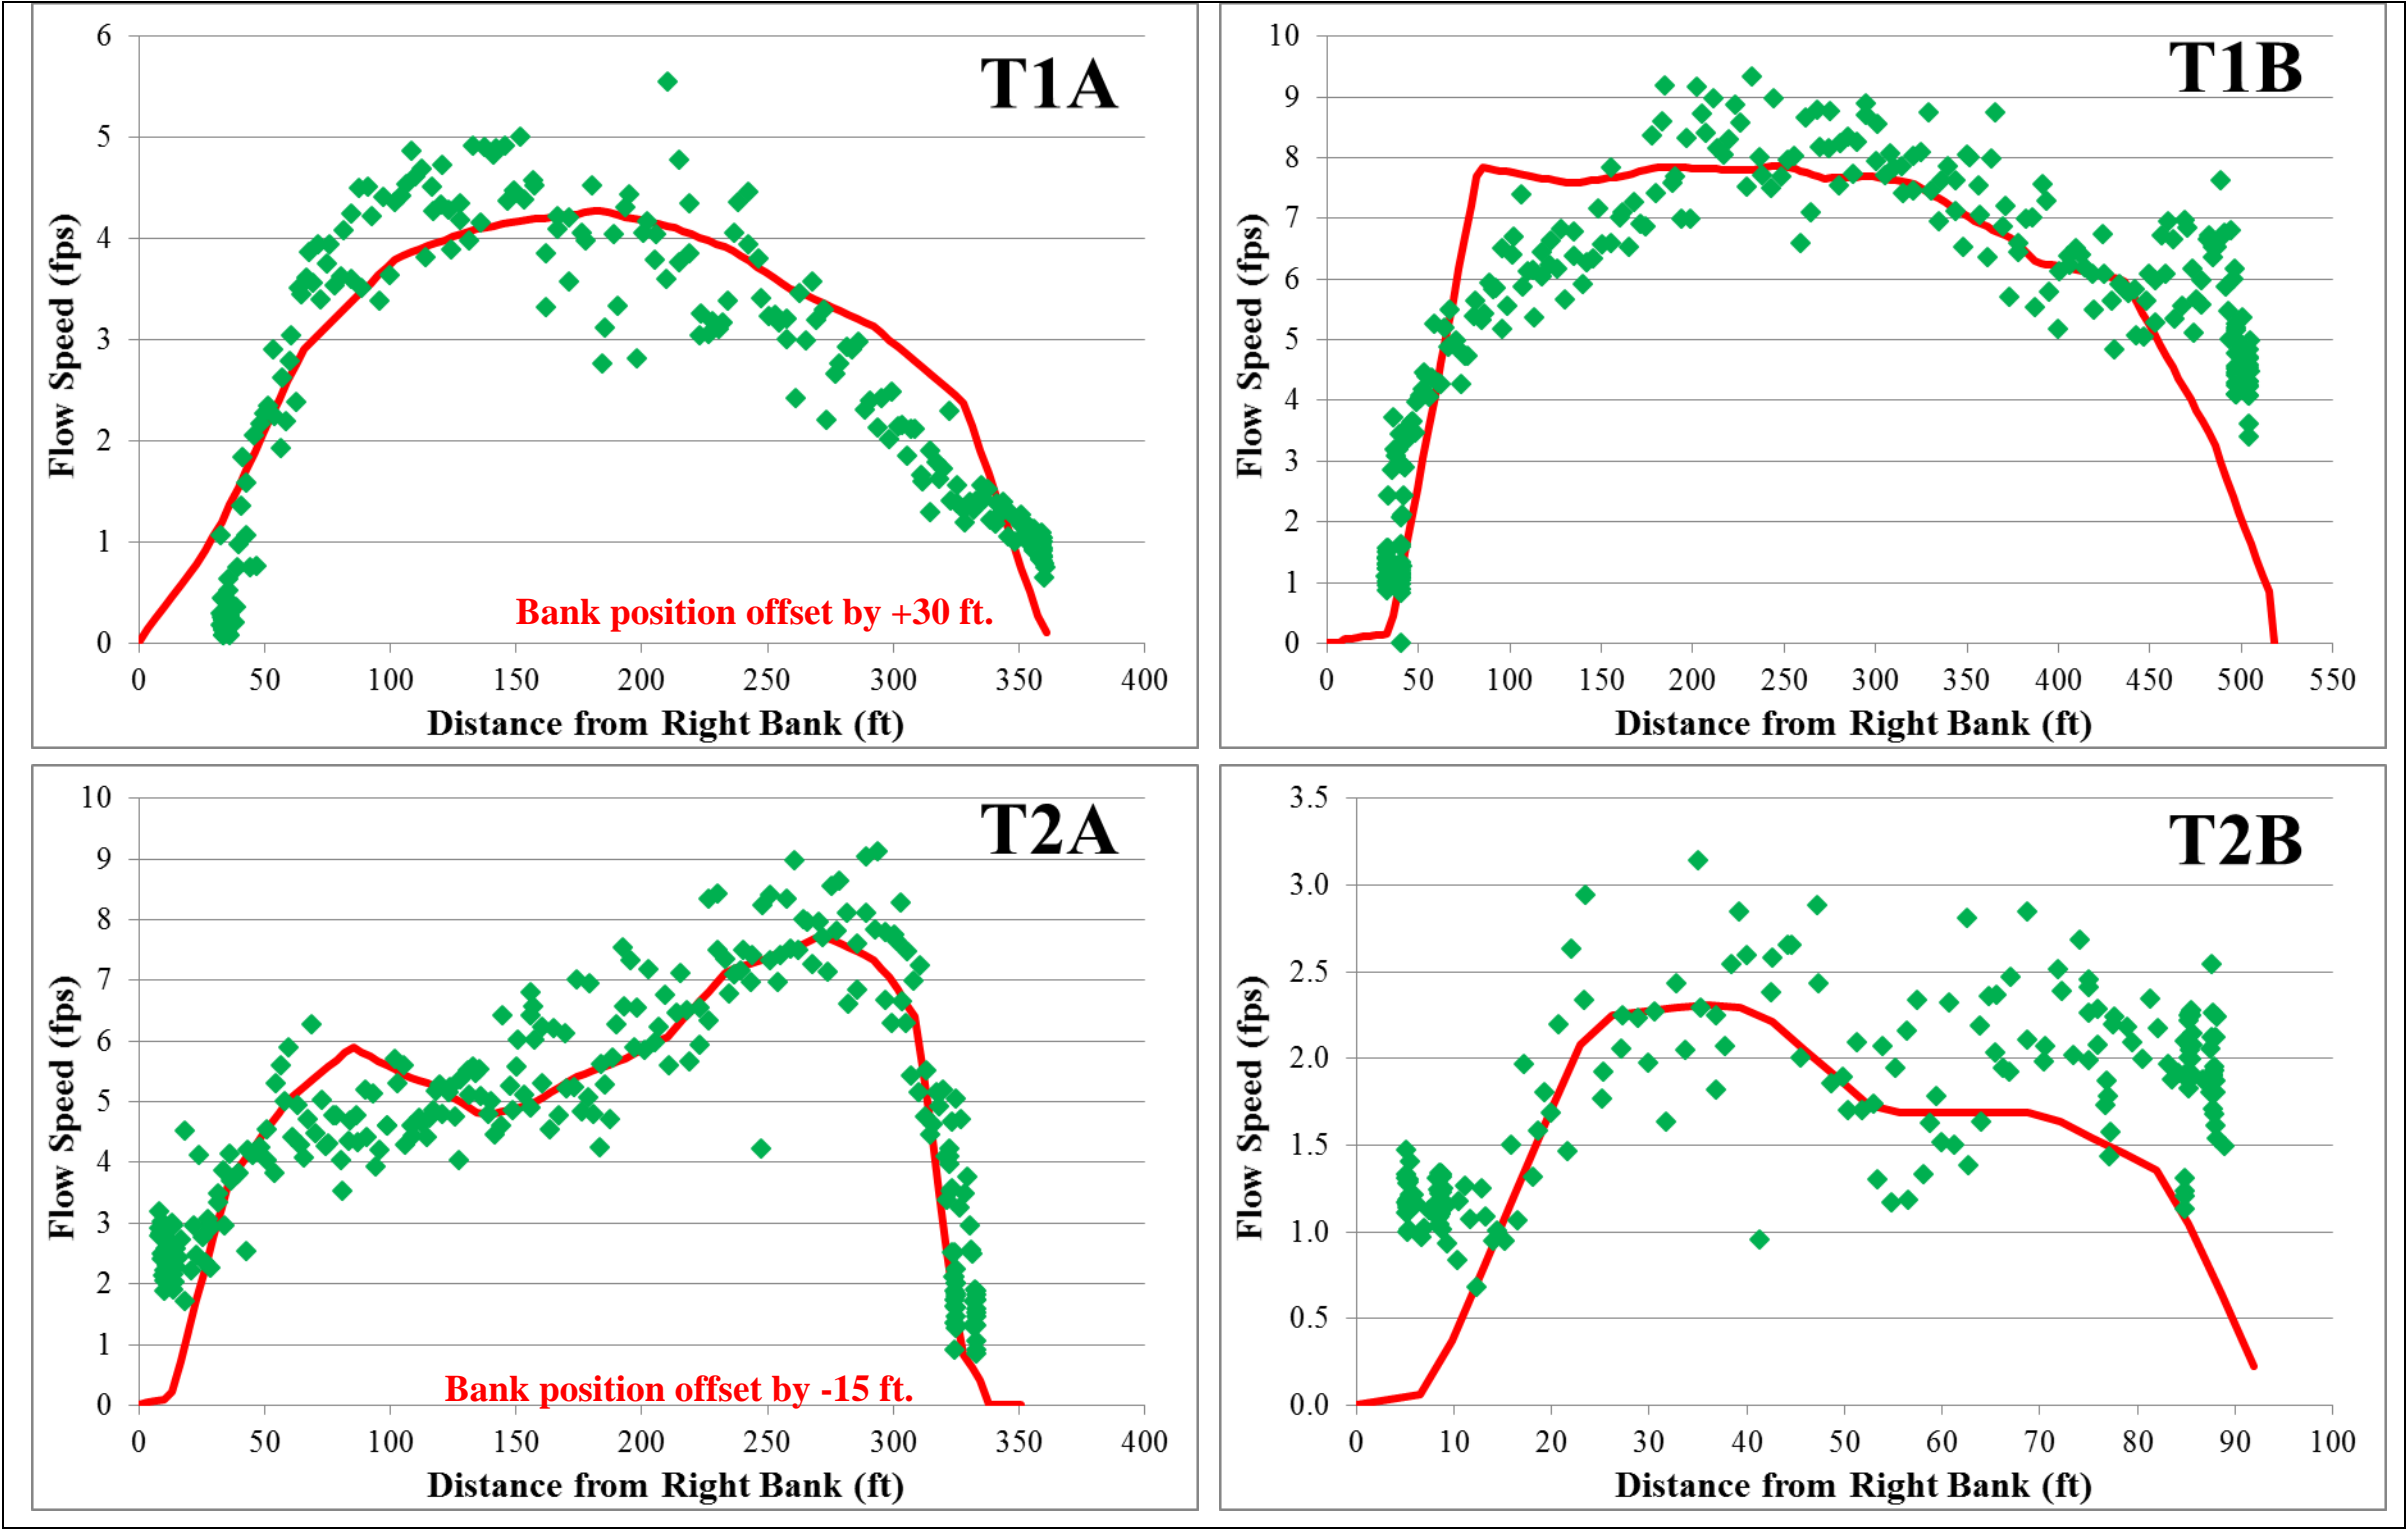 T1A
6
5
4
3
2
1
0
Flow Speed (fps)
Bank position offset by +30 ft.
0 50 100 150 200 250 300 350 400
Distance from Right Bank (ft)
T1B
10
9
8
7
6
5
4
3
2
1
0
Flow Speed (fps)
0 50 100 150 200 250 300 350 400 450 500 550
Distance from Right Bank (ft)
T2A
10
9
8
7
6
5
4
3
2
1
0
Flow Speed (fps)
Bank position offset by -15 ft.
0 50 100 150 200 250 300 350 400
Distance from Right Bank (ft)
T2B
3.5
3.0
2.5
2.0
1.5
1.0
0.5
0.0
Flow Speed (fps)
0 10 20 30 40 50 60 70 80 90 100
Distance from Right Bank (ft)